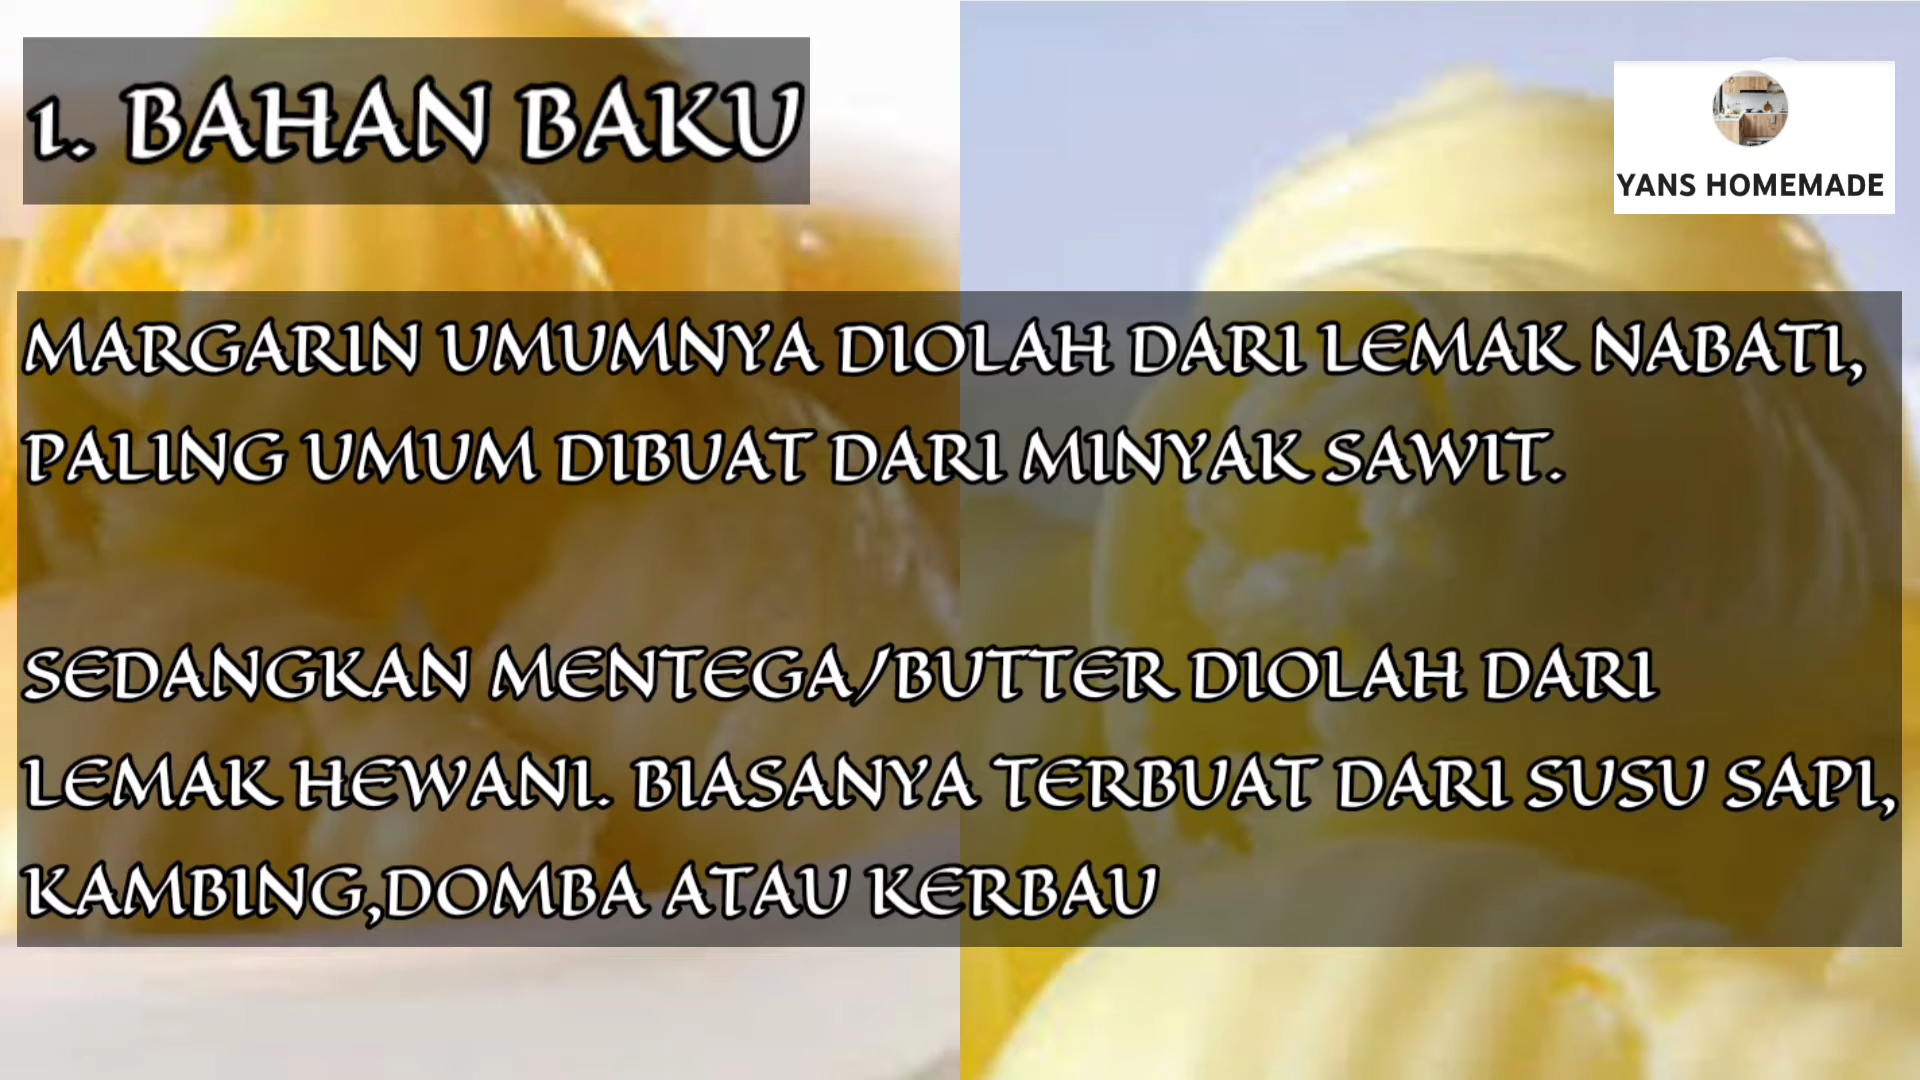 1. BAHAN BAKU
YANS HOMEMADE
MARGARIN UMUMNYA DIOLAH DARI LEMAK NABATI,
PALING UMUM DIBUAT DARI MINYAK SAWIT.
SEDANGKAN MENTEGA/BUTTER DIOLAH DARI
LEMAK HEWANI. BIASANYA TERBUAT DARI SUSU SAPI,
KAMBING,DOMBA ATAU KERBAU